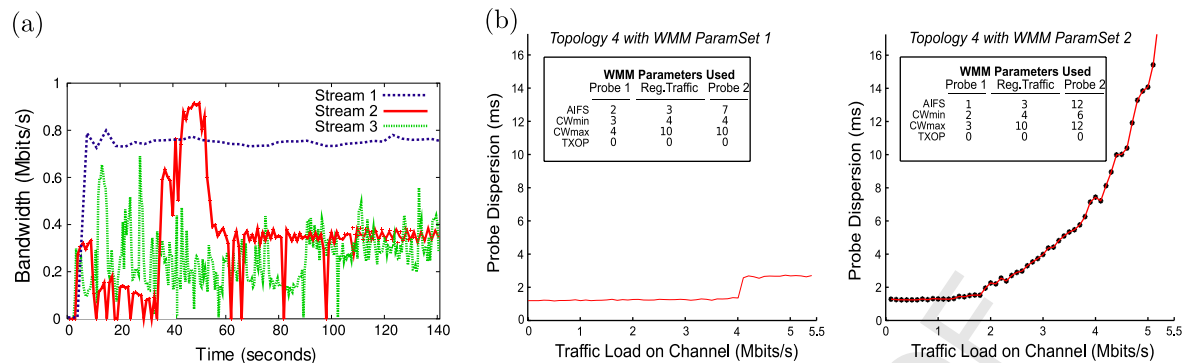 (a)
1
0.8
0.6
0.4
0.2
0
Bandwidth (Mbits/s)
Stream 1
Stream 2
Stream 3
0 20 40 60 80 100 120 140
Time (seconds)
(b)
Topology 4 with WMM ParamSet 1
WMM Parameters Used
Probe 1 Reg.Traffic Probe 2
AIFS 2 3 7
CWmin 3 4 4
CWmax 4 10 10
TXOP 0 0 0
16
14
12
10
8
6
4
2
0
Probe Dispersion (ms)
0 1 2 3 4 5 5.5
Traffic Load on Channel (Mbits/s)
Topology 4 with WMM ParamSet 2
WMM Parameters Used
Probe 1 Reg.Traffic Probe 2
AIFS 1 3 12
CWmin 2 4 6
CWmax 3 10 12
TXOP 0 0 0
16
14
12
10
8
6
4
2
0
Probe Dispersion (ms)
0 1 2 3 4 5 5.5
Traffic Load on Channel (Mbits/s)